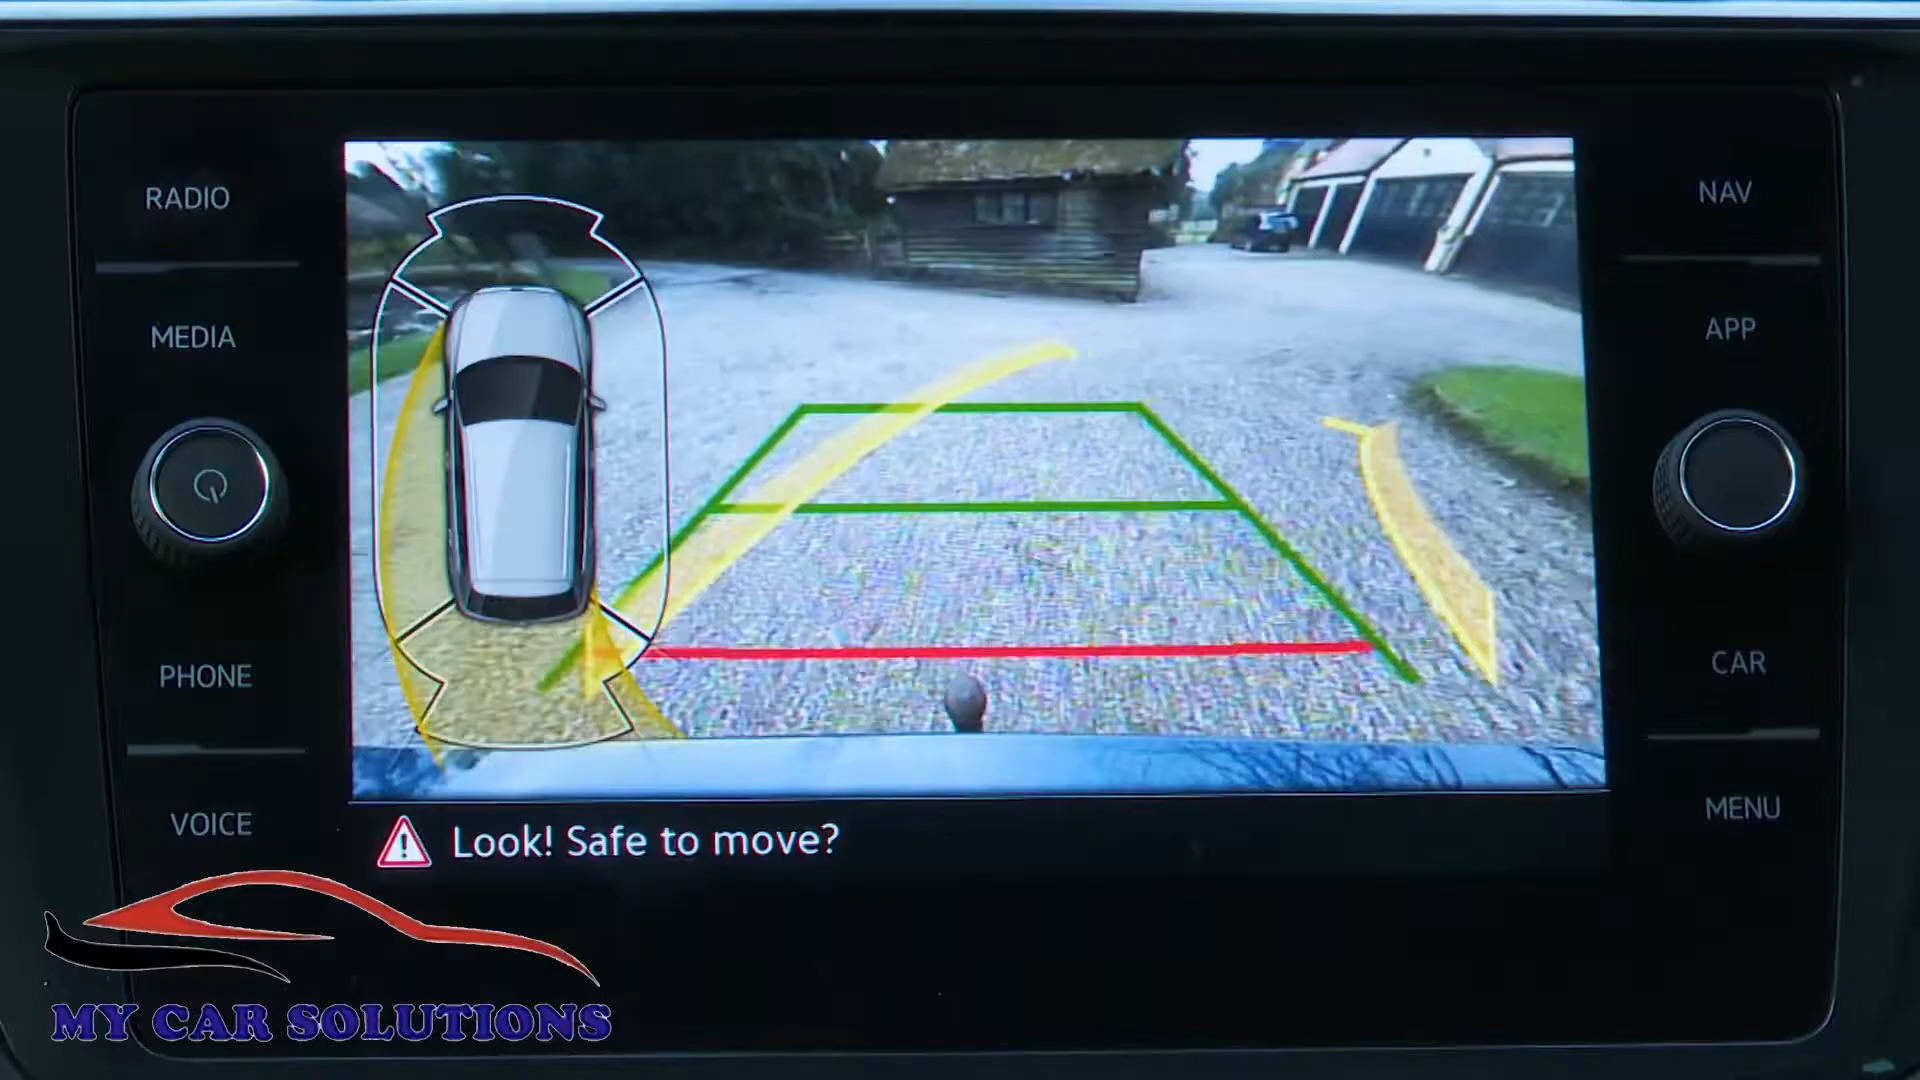 RADIO
MEDIA
PHONE
VOICE
NAV
APP
CAR
MENU
Look! Safe to move?
MY CAR SOLUTIONS